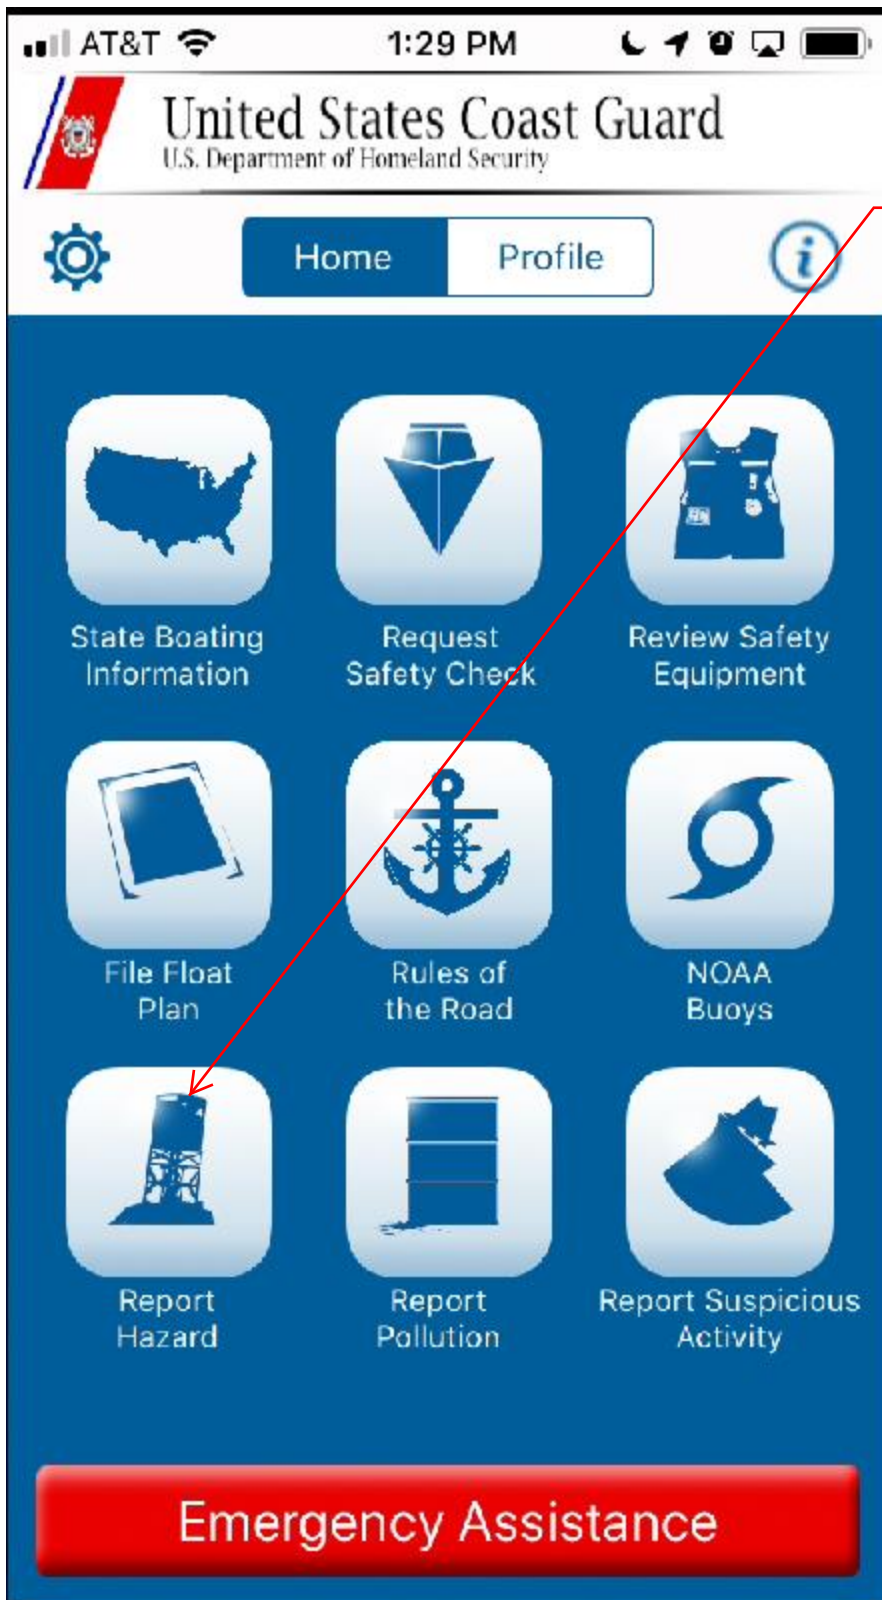 AT&T 1:29 PM
United States Coast Guard
U.S. Department of Homeland Security
Home Profile i
State Boating
Information
Request
Safety Check
Review Safety
Equipment
File Float
Plan
Rules of
the Road
NOAA
Buoys
Report
Hazard
Report
Pollution
Report Suspicious
Activity
Emergency Assistance